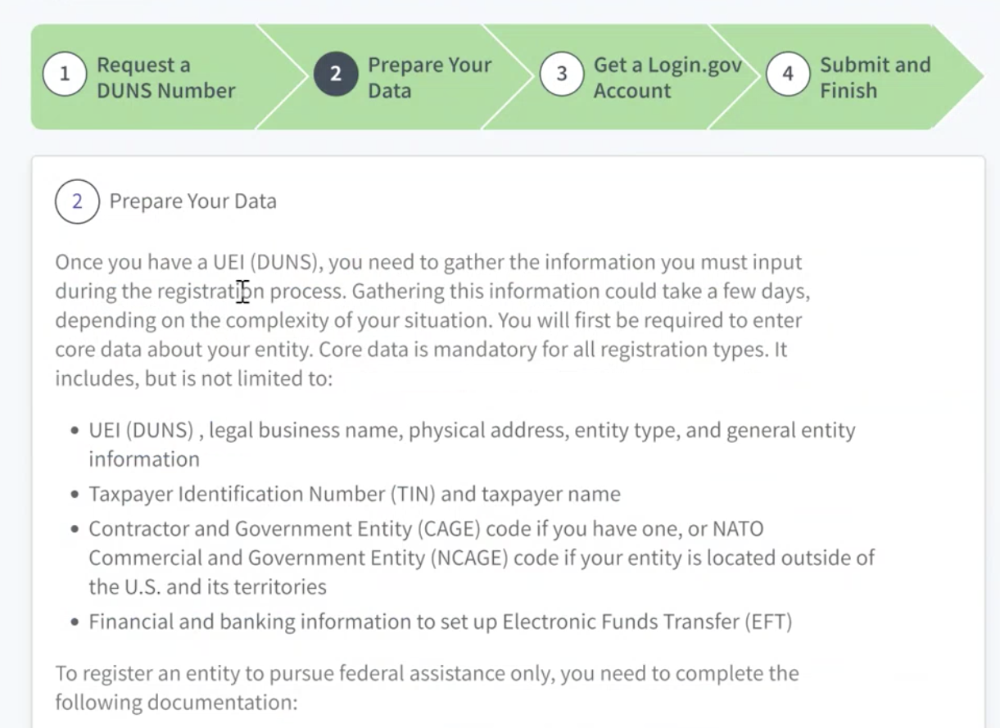 1
Request a
DUNS Number
2
Prepare Your
Data
3
Get a Login.gov
Account
4
Submit and
Finish
2
Prepare Your Data
Once you have a UEI (DUNS), you need to gather the information you must input
during the registration process. Gathering this information could take a few days,
depending on the complexity of your situation. You will first be required to enter
core data about your entity. Core data is mandatory for all registration types. It
includes, but is not limited to:
• UEI (DUNS) , legal business name, physical address, entity type, and general entity
information
• Taxpayer Identification Number (TIN) and taxpayer name
• Contractor and Government Entity (CAGE) code if you have one, or NATO
Commercial and Government Entity (NCAGE) code if your entity is located outside of
the U.S. and its territories
• Financial and banking information to set up Electronic Funds Transfer (EFT)
To register an entity to pursue federal assistance only, you need to complete the
following documentation: